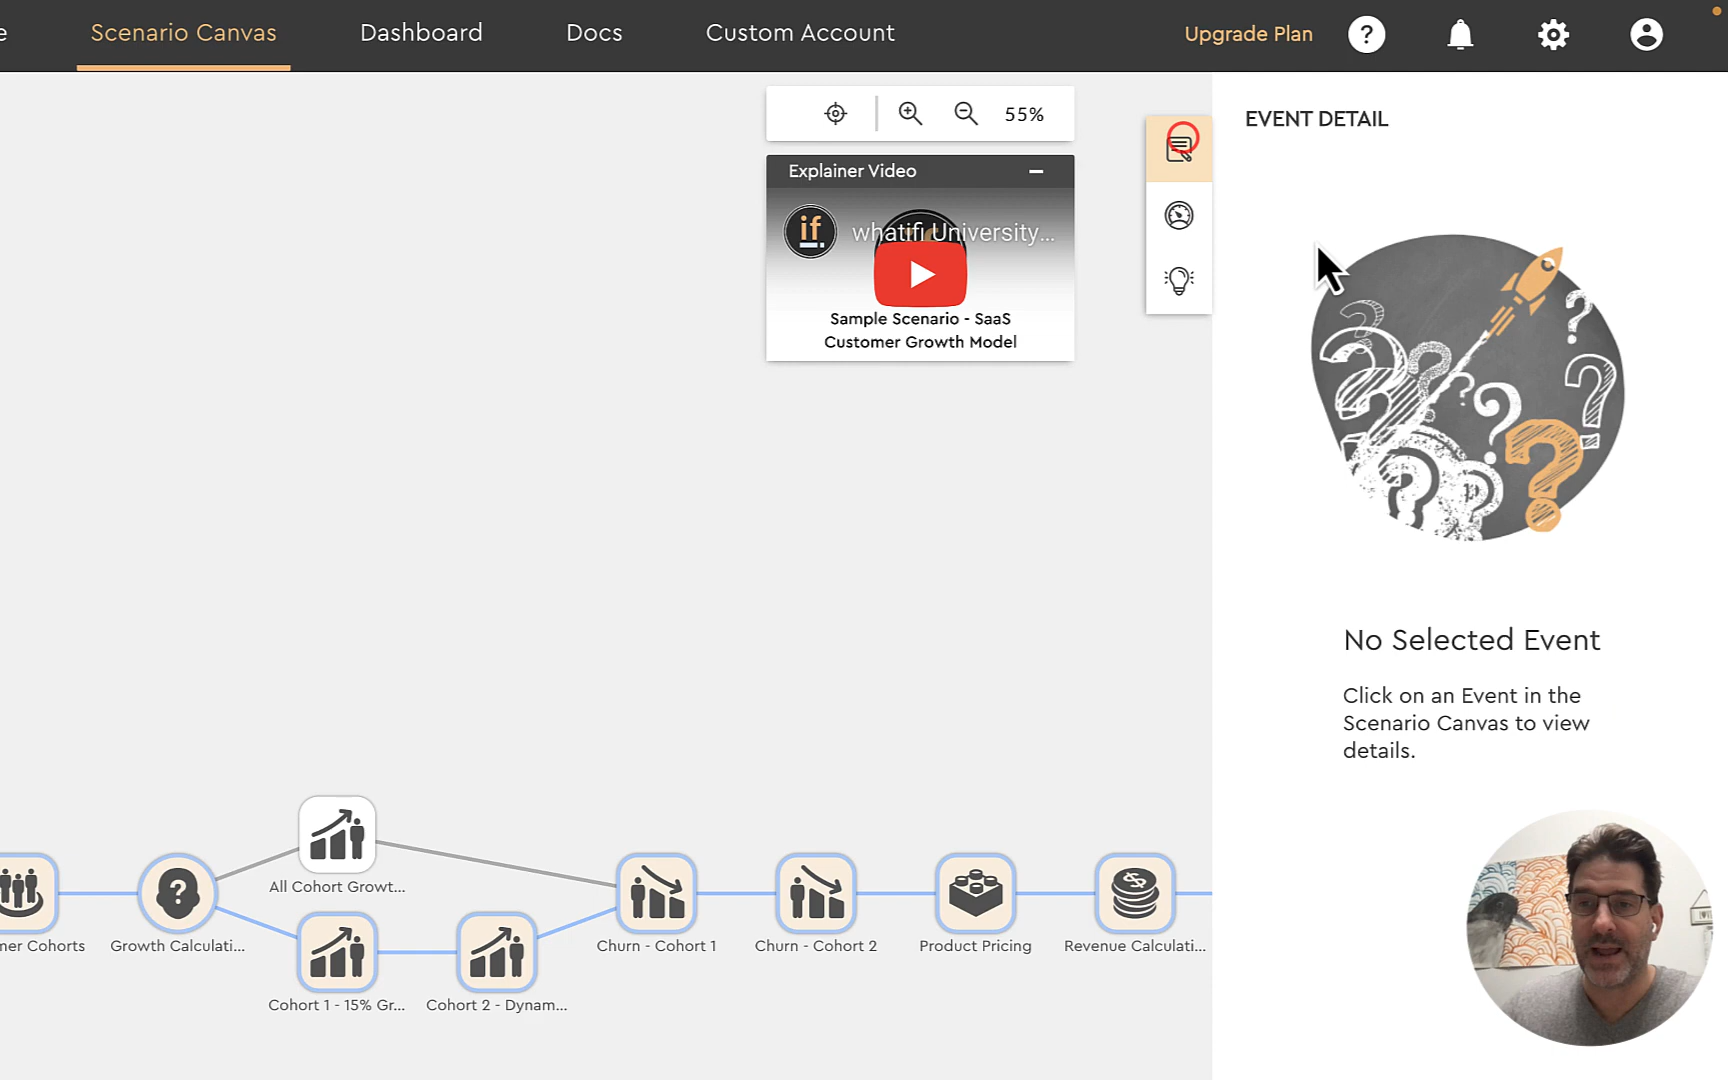 e
Scenario Canvas
Dashboard
Docs
Custom Account
Upgrade Plan
?
55%
EVENT DETAIL
Explainer Video
if
whatifi University...
Sample Scenario - SaaS
Customer Growth Model
No Selected Event
Click on an Event in the
Scenario Canvas to view
details.
All Cohort Growt...
mer Cohorts
Growth Calculati...
Churn - Cohort 1
Churn - Cohort 2
Product Pricing
Revenue Calculati...
Cohort 1 - 15% Gr...
Cohort 2 - Dynam...